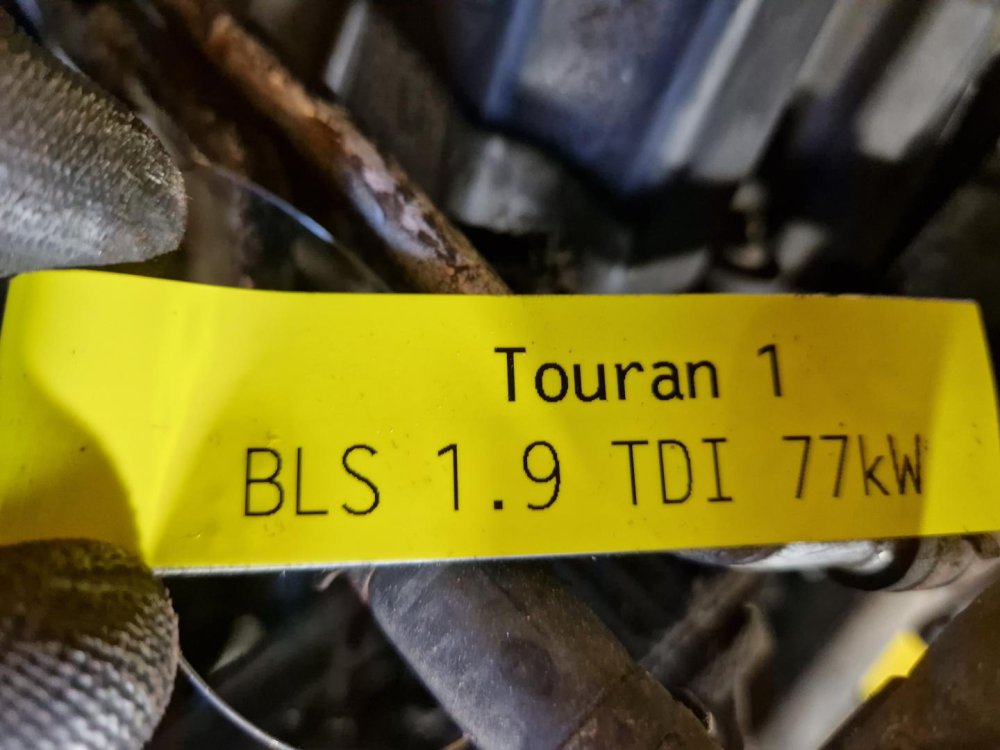 Touran 1
BLS 1.9 TDI 77kW